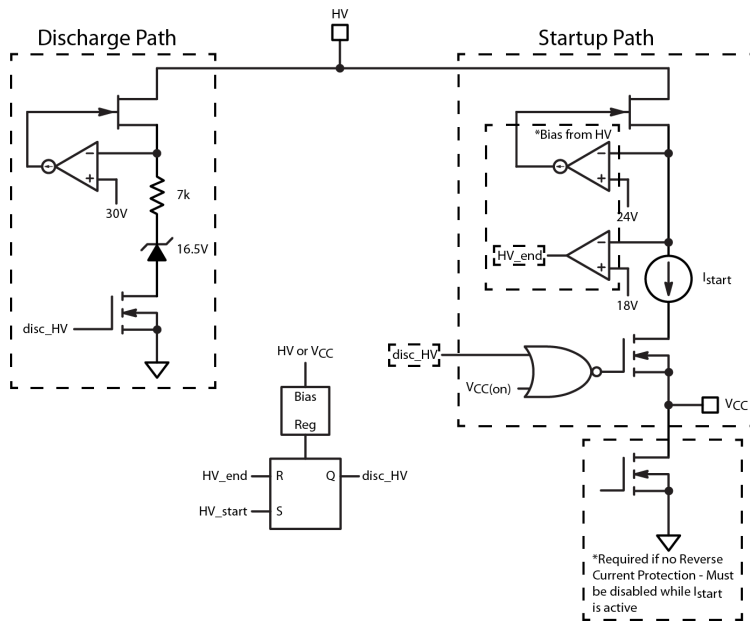 HV
Discharge Path
Startup Path
*Bias from HV
-
+
30V
7k
16.5V
disc_HV
-
+
24V
HV_end
-
+
18V
Istart
disc_HV
VCC(on)
VCC
HV or VCC
Bias
Reg
HV_end
R
Q
disc_HV
HV_start
S
*Required if no Reverse
Current Protection - Must
be disabled while Istart
is active